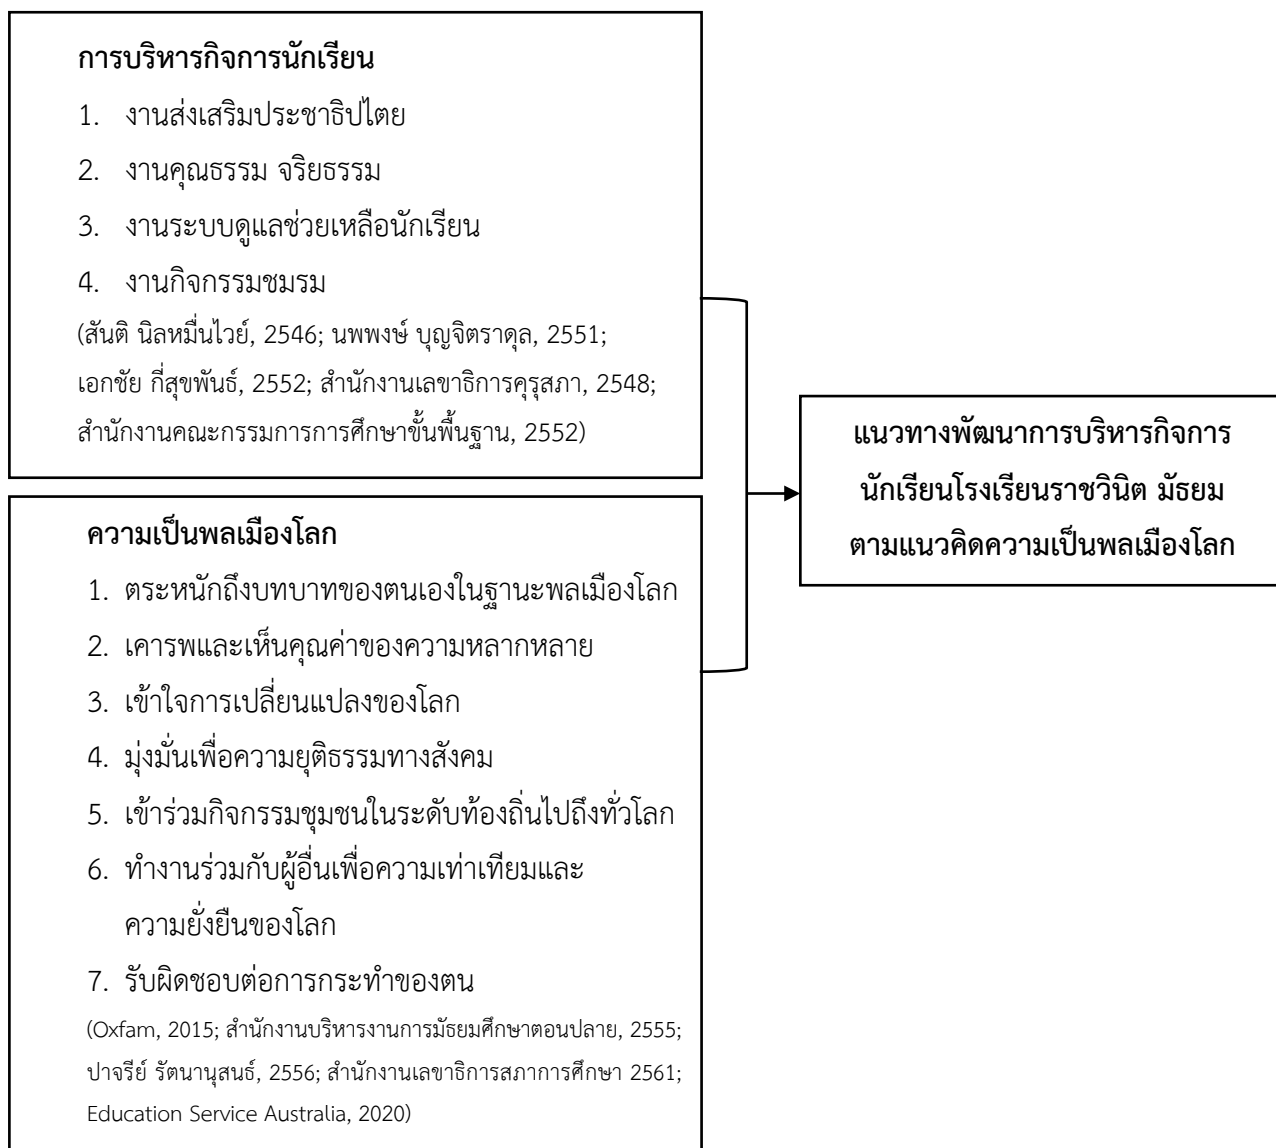 การบริหารกิจการนักเรียน
1. งานส่งเสริมประชาธิปไตย
2. งานคุณธรรม จริยธรรม
3. งานระบบดูแลช่วยเหลือนักเรียน
4. งานกิจกรรมชมรม
(สันติ นิลหมื่นไวย์, 2546; นพพงษ์ บุญจิตราดุล, 2551;
เอกชัย กี่สุขพันธ์, 2552; สำนักงานเลขาธิการคุรุสภา, 2548;
สำนักงานคณะกรรมการการศึกษาขั้นพื้นฐาน, 2552)
ความเป็นพลเมืองโลก
1. ตระหนักถึงบทบาทของตนเองในฐานะพลเมืองโลก
2. เคารพและเห็นคุณค่าของความหลากหลาย
3. เข้าใจการเปลี่ยนแปลงของโลก
4. มุ่งมั่นเพื่อความยุติธรรมทางสังคม
5. เข้าร่วมกิจกรรมชุมชนในระดับท้องถิ่นไปถึงทั่วโลก
6. ทำงานร่วมกับผู้อื่นเพื่อความเท่าเทียมและ
ความยั่งยืนของโลก
7. รับผิดชอบต่อการกระทำของตน
(Oxfam, 2015; สำนักงานบริหารงานการมัธยมศึกษาตอนปลาย, 2555;
ปาจรีย์ รัตนานุสนธ์, 2556; สำนักงานเลขาธิการสภาการศึกษา 2561;
Education Service Australia, 2020)
แนวทางพัฒนาการบริหารกิจการ
นักเรียนโรงเรียนราชวินิต มัธยม
ตามแนวคิดความเป็นพลเมืองโลก